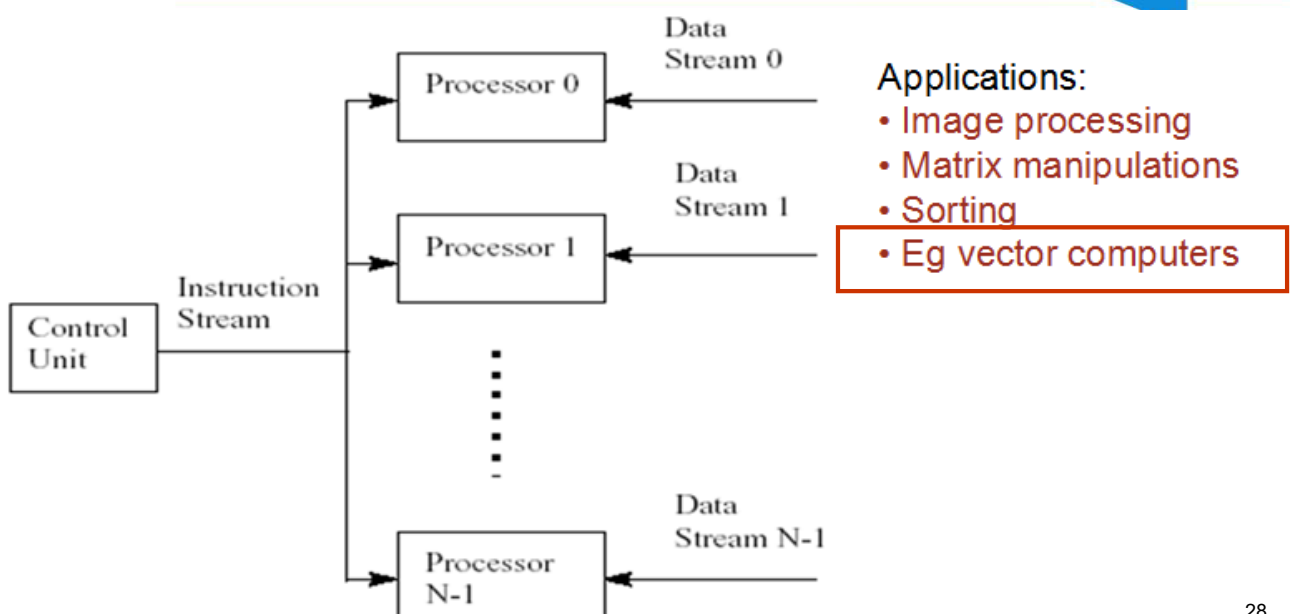 Data
Stream 0
Processor 0
Applications:
• Image processing
• Matrix manipulations
• Sorting
• Eg vector computers
Data
Stream 1
Processor 1
Instruction
Stream
Control
Unit
Data
Stream N-1
Processor
N-1
28